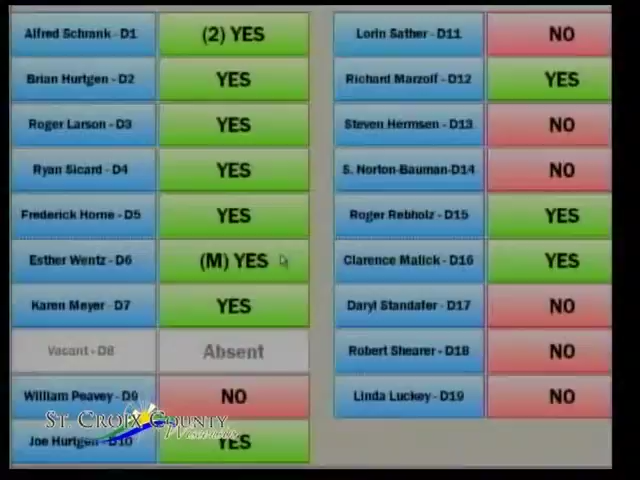 Alfred Schrank - D1 (2) YES
Brian Hurtgen - D2 YES
Roger Larson - D3 YES
Ryan Sicard - D4 YES
Frederick Horne - D5 YES
Esther Wentz - D6 (M) YES
Karen Meyer - D7 YES
Vacant - D8 Absent
William Peavey - D9 NO
Joe Hurtgen - D10 YES
Lorin Sather - D11 NO
Richard Marzolf - D12 YES
Steven Hermsen - D13 NO
S. Norton-Bauman - D14 NO
Roger Rebholz - D15 YES
Clarence Malick - D16 YES
Daryl Standafer - D17 NO
Robert Shearer - D18 NO
Linda Luckey - D19 NO
ST. CROIX COUNTY
Wisconsin